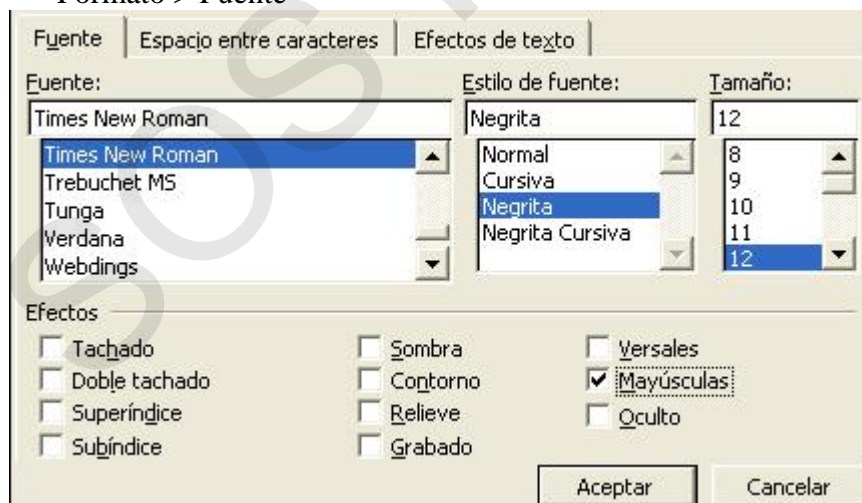 Formato > Fuente
Fuente Espacio entre caracteres Efectos de texto
Fuente: Estilo de fuente: Tamaño:
Times New Roman Negrita 12
Times New Roman Normal 8
Trebuchet MS Cursiva 9
Tunga Negrita 10
Verdana Negrita Cursiva 11
Webdings 12
Efectos
Tachado Sombra Versales
Doble tachado Contorno Mayúsculas
Superíndice Relieve Oculto
Subíndice Grabado
Aceptar Cancelar